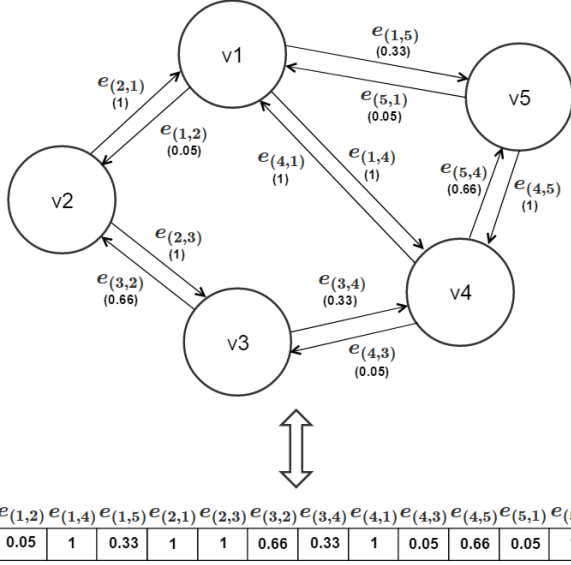 v1
e(1,5)
(0.33)
e(5,1)
(0.05)
v5
e(2,1)
(1)
e(1,2)
(0.05)
e(4,1)
(1)
e(1,4)
(1)
e(5,4)
(0.66)
e(4,5)
(1)
v2
e(2,3)
(1)
e(3,2)
(0.66)
e(3,4)
(0.33)
v4
v3
e(4,3)
(0.05)
e(1,2) e(1,4) e(1,5) e(2,1) e(2,3) e(3,2) e(3,4) e(4,1) e(4,3) e(4,5) e(5,1)
0.05 1 0.33 1 1 0.66 0.33 1 0.05 0.66 0.05